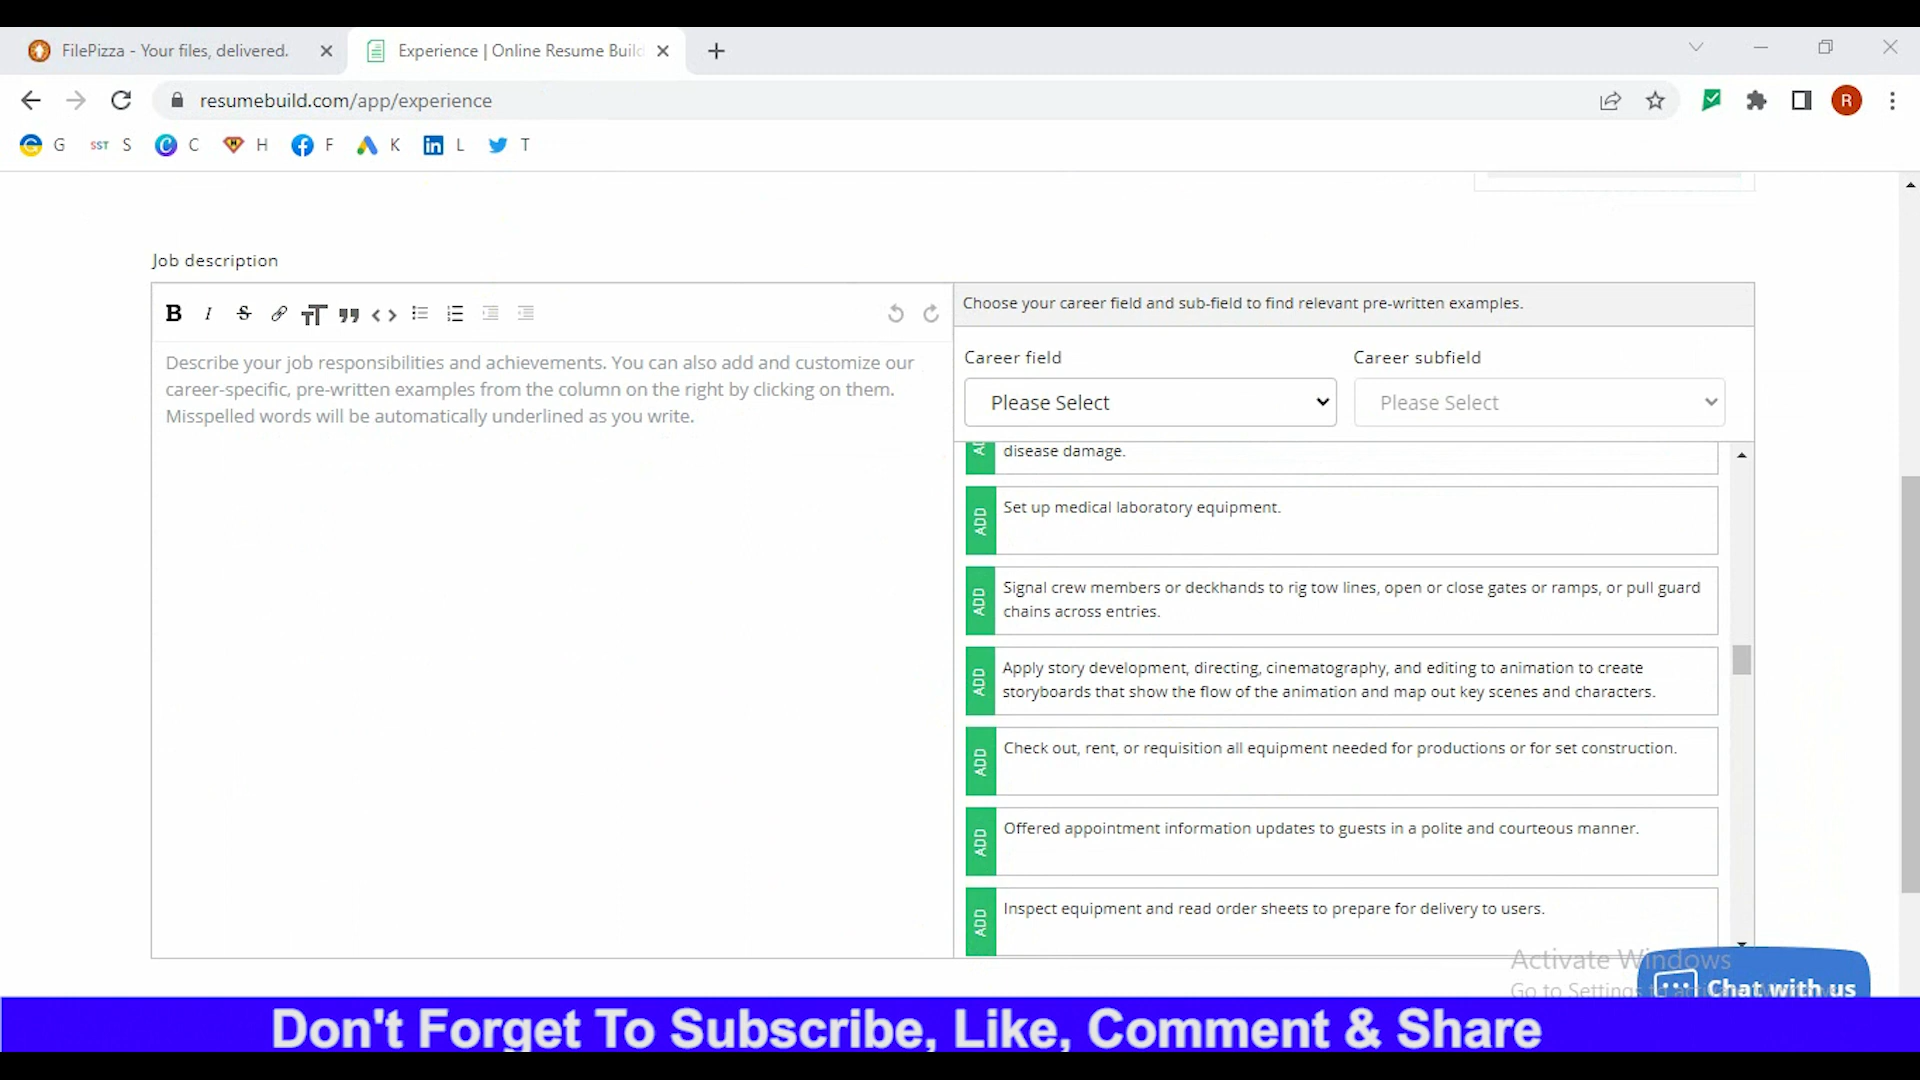 FilePizza - Your files, delivered.
Experience | Online Resume Build
resumebuild.com/app/experience
R
G
SST S
C
H
F
K
in L
T
Job description
Choose your career field and sub-field to find relevant pre-written examples.
B I S
Describe your job responsibilities and achievements. You can also add and customize our
career-specific, pre-written examples from the column on the right by clicking on them.
Misspelled words will be automatically underlined as you write.
Career field
Career subfield
Please Select
Please Select
disease damage.
ADD
Set up medical laboratory equipment.
ADD
Signal crew members or deckhands to rig tow lines, open or close gates or ramps, or pull guard
chains across entries.
ADD
Apply story development, directing, cinematography, and editing to animation to create
storyboards that show the flow of the animation and map out key scenes and characters.
ADD
Check out, rent, or requisition all equipment needed for productions or for set construction.
ADD
Offered appointment information updates to guests in a polite and courteous manner.
ADD
Inspect equipment and read order sheets to prepare for delivery to users.
ADD
Activate Windows
Go to Settings
Chat with us
Don't Forget To Subscribe, Like, Comment & Share